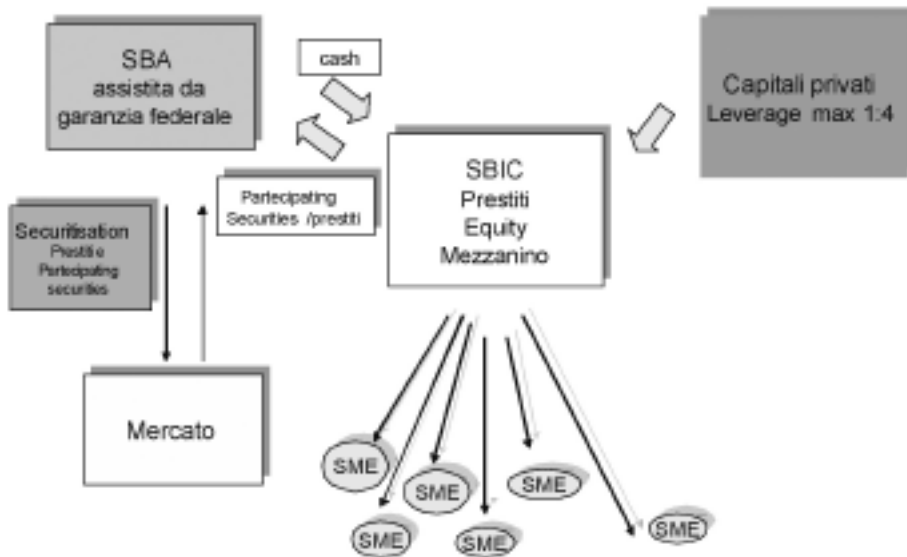 SBA
assistita da
garanzia federale
cash
Capitali privati
Leverage max 1:4
SBIC
Prestiti
Equity
Mezzanino
Partecipating
Securities /prestiti
Securitisation
Prestiti e
Partecipating
securities
Mercato
SME
SME
SME
SME
SME
SME